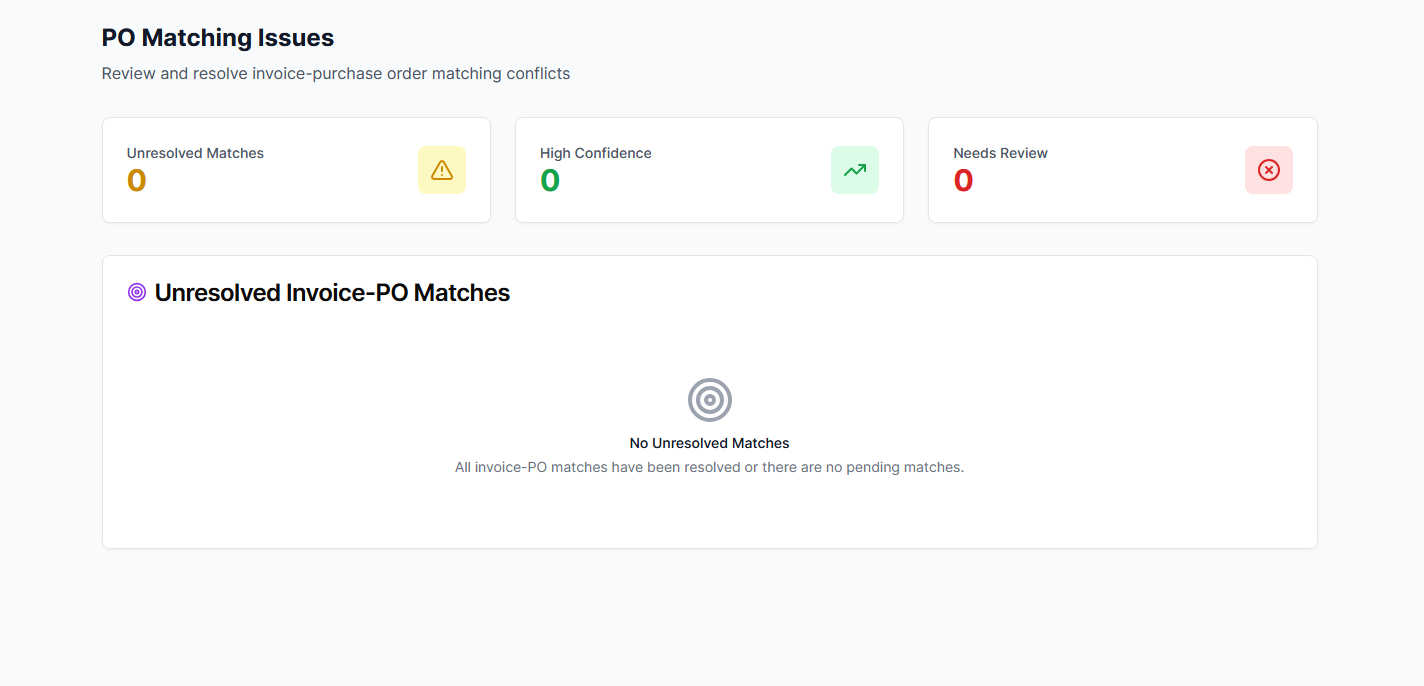 PO Matching Issues
Review and resolve invoice-purchase order matching conflicts
Unresolved Matches
0
High Confidence
0
Needs Review
0
Unresolved Invoice-PO Matches
No Unresolved Matches
All invoice-PO matches have been resolved or there are no pending matches.